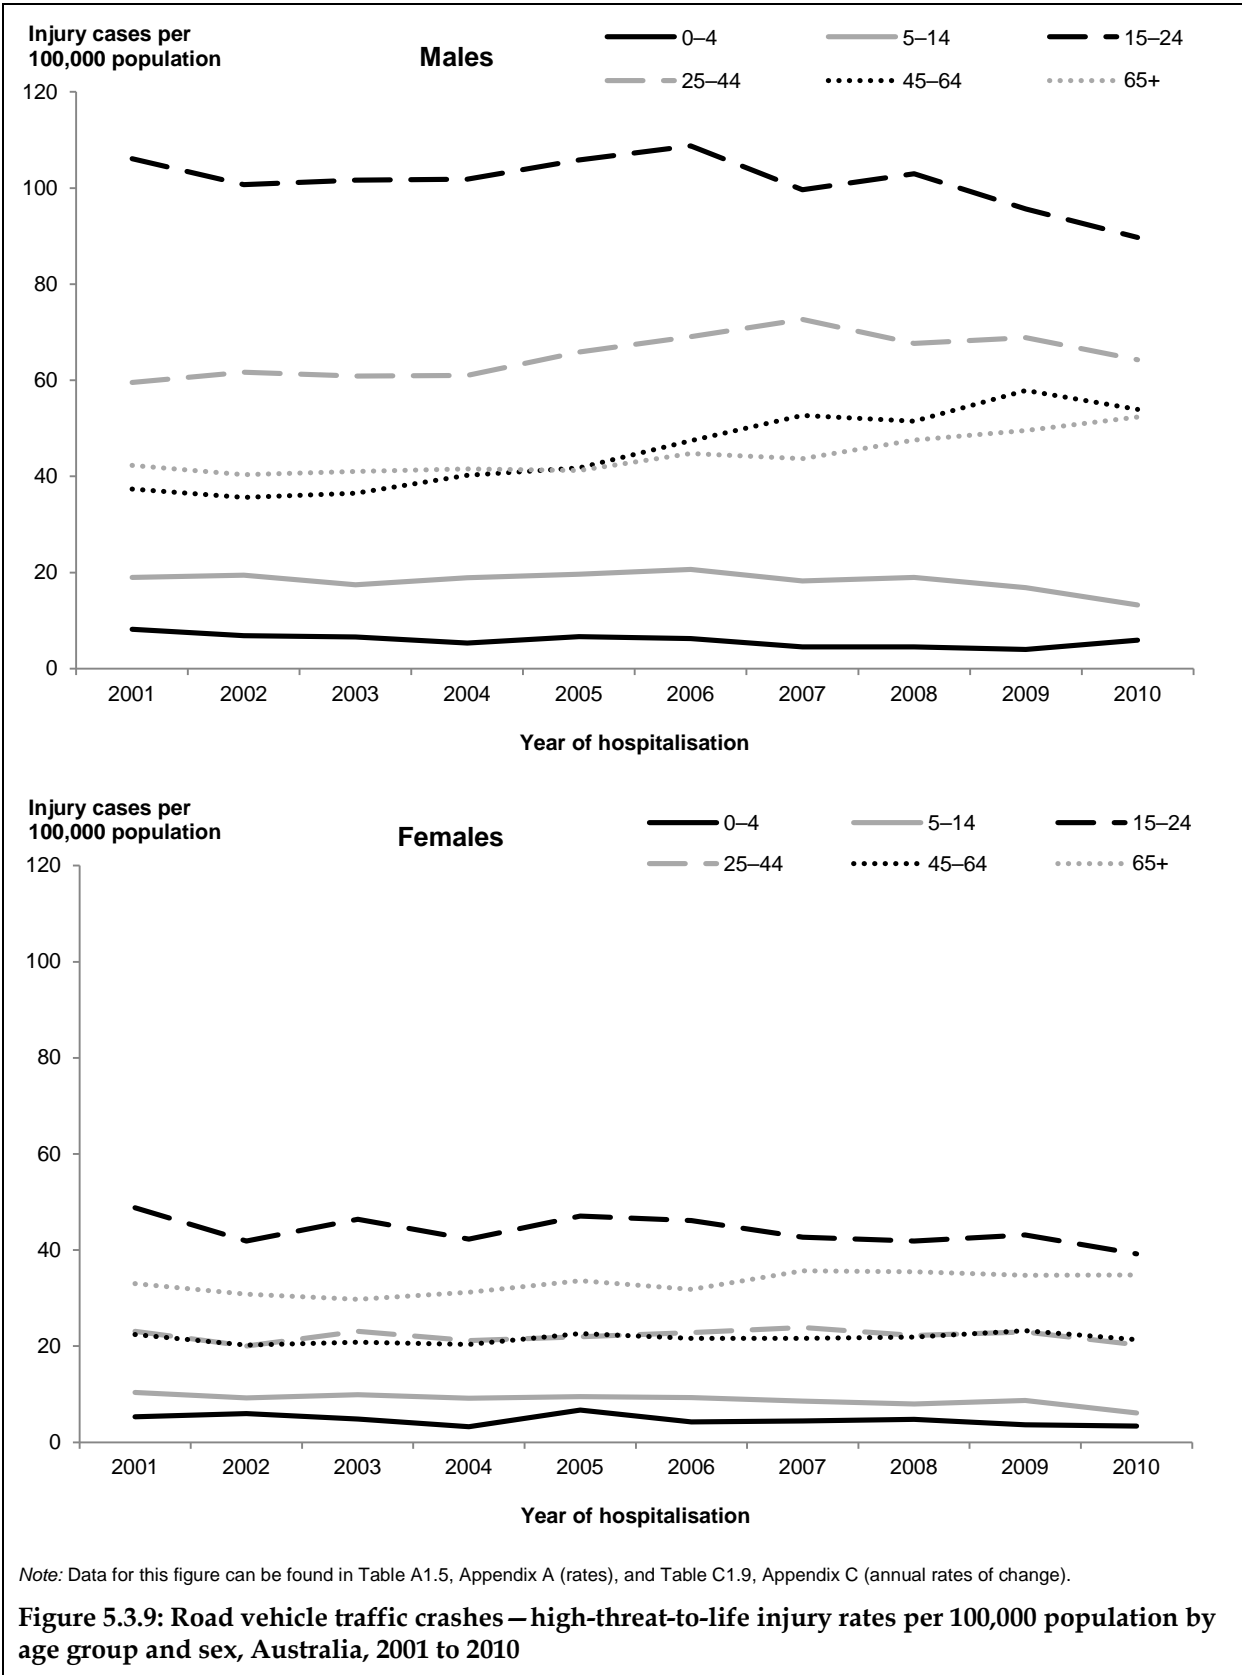 Injury cases per
100,000 population
Males
0–4 5–14 15–24
25–44 45–64 65+
120
100
80
60
40
20
0
2001 2002 2003 2004 2005 2006 2007 2008 2009 2010
Year of hospitalisation
Injury cases per
100,000 population
Females
0–4 5–14 15–24
25–44 45–64 65+
120
100
80
60
40
20
0
2001 2002 2003 2004 2005 2006 2007 2008 2009 2010
Year of hospitalisation
Note: Data for this figure can be found in Table A1.5, Appendix A (rates), and Table C1.9, Appendix C (annual rates of change).
Figure 5.3.9: Road vehicle traffic crashes—high-threat-to-life injury rates per 100,000 population by
age group and sex, Australia, 2001 to 2010